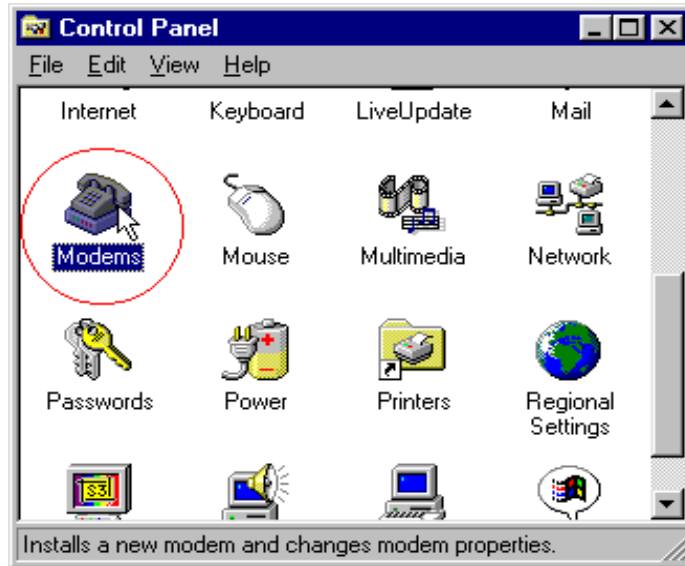 Control Panel
File Edit View Help
Internet Keyboard LiveUpdate Mail
Modems Mouse Multimedia Network
Passwords Power Printers Regional
Settings
S3
Installs a new modem and changes modem properties.